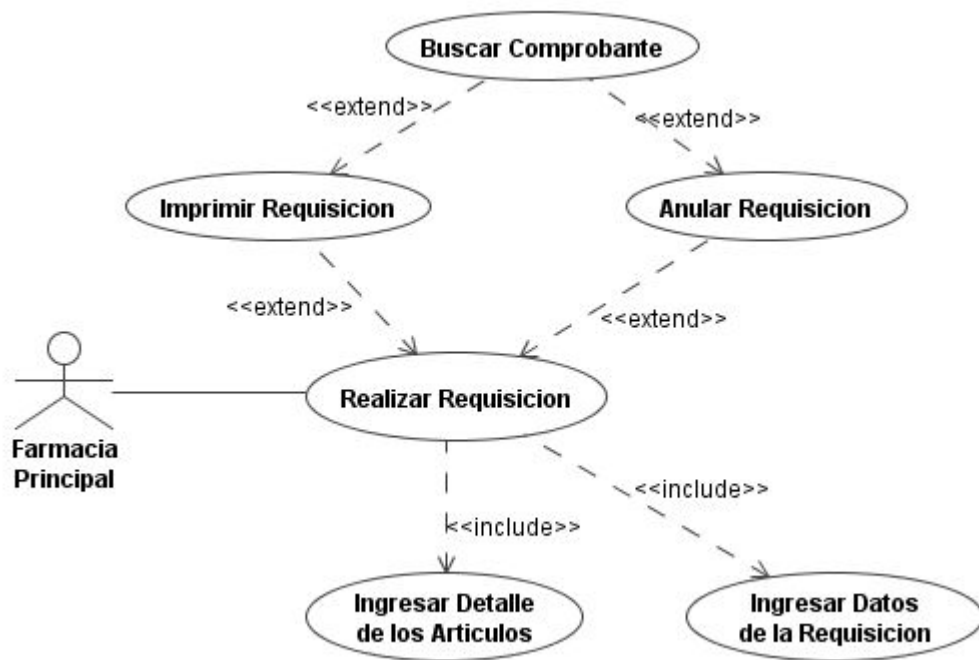 Buscar Comprobante
<<extend>>
<<extend>>
Imprimir Requisicion
Anular Requisicion
<<extend>>
<<extend>>
Realizar Requisicion
Farmacia
Principal
<<include>>
<<include>>
Ingresar Detalle
de los Articulos
Ingresar Datos
de la Requisicion